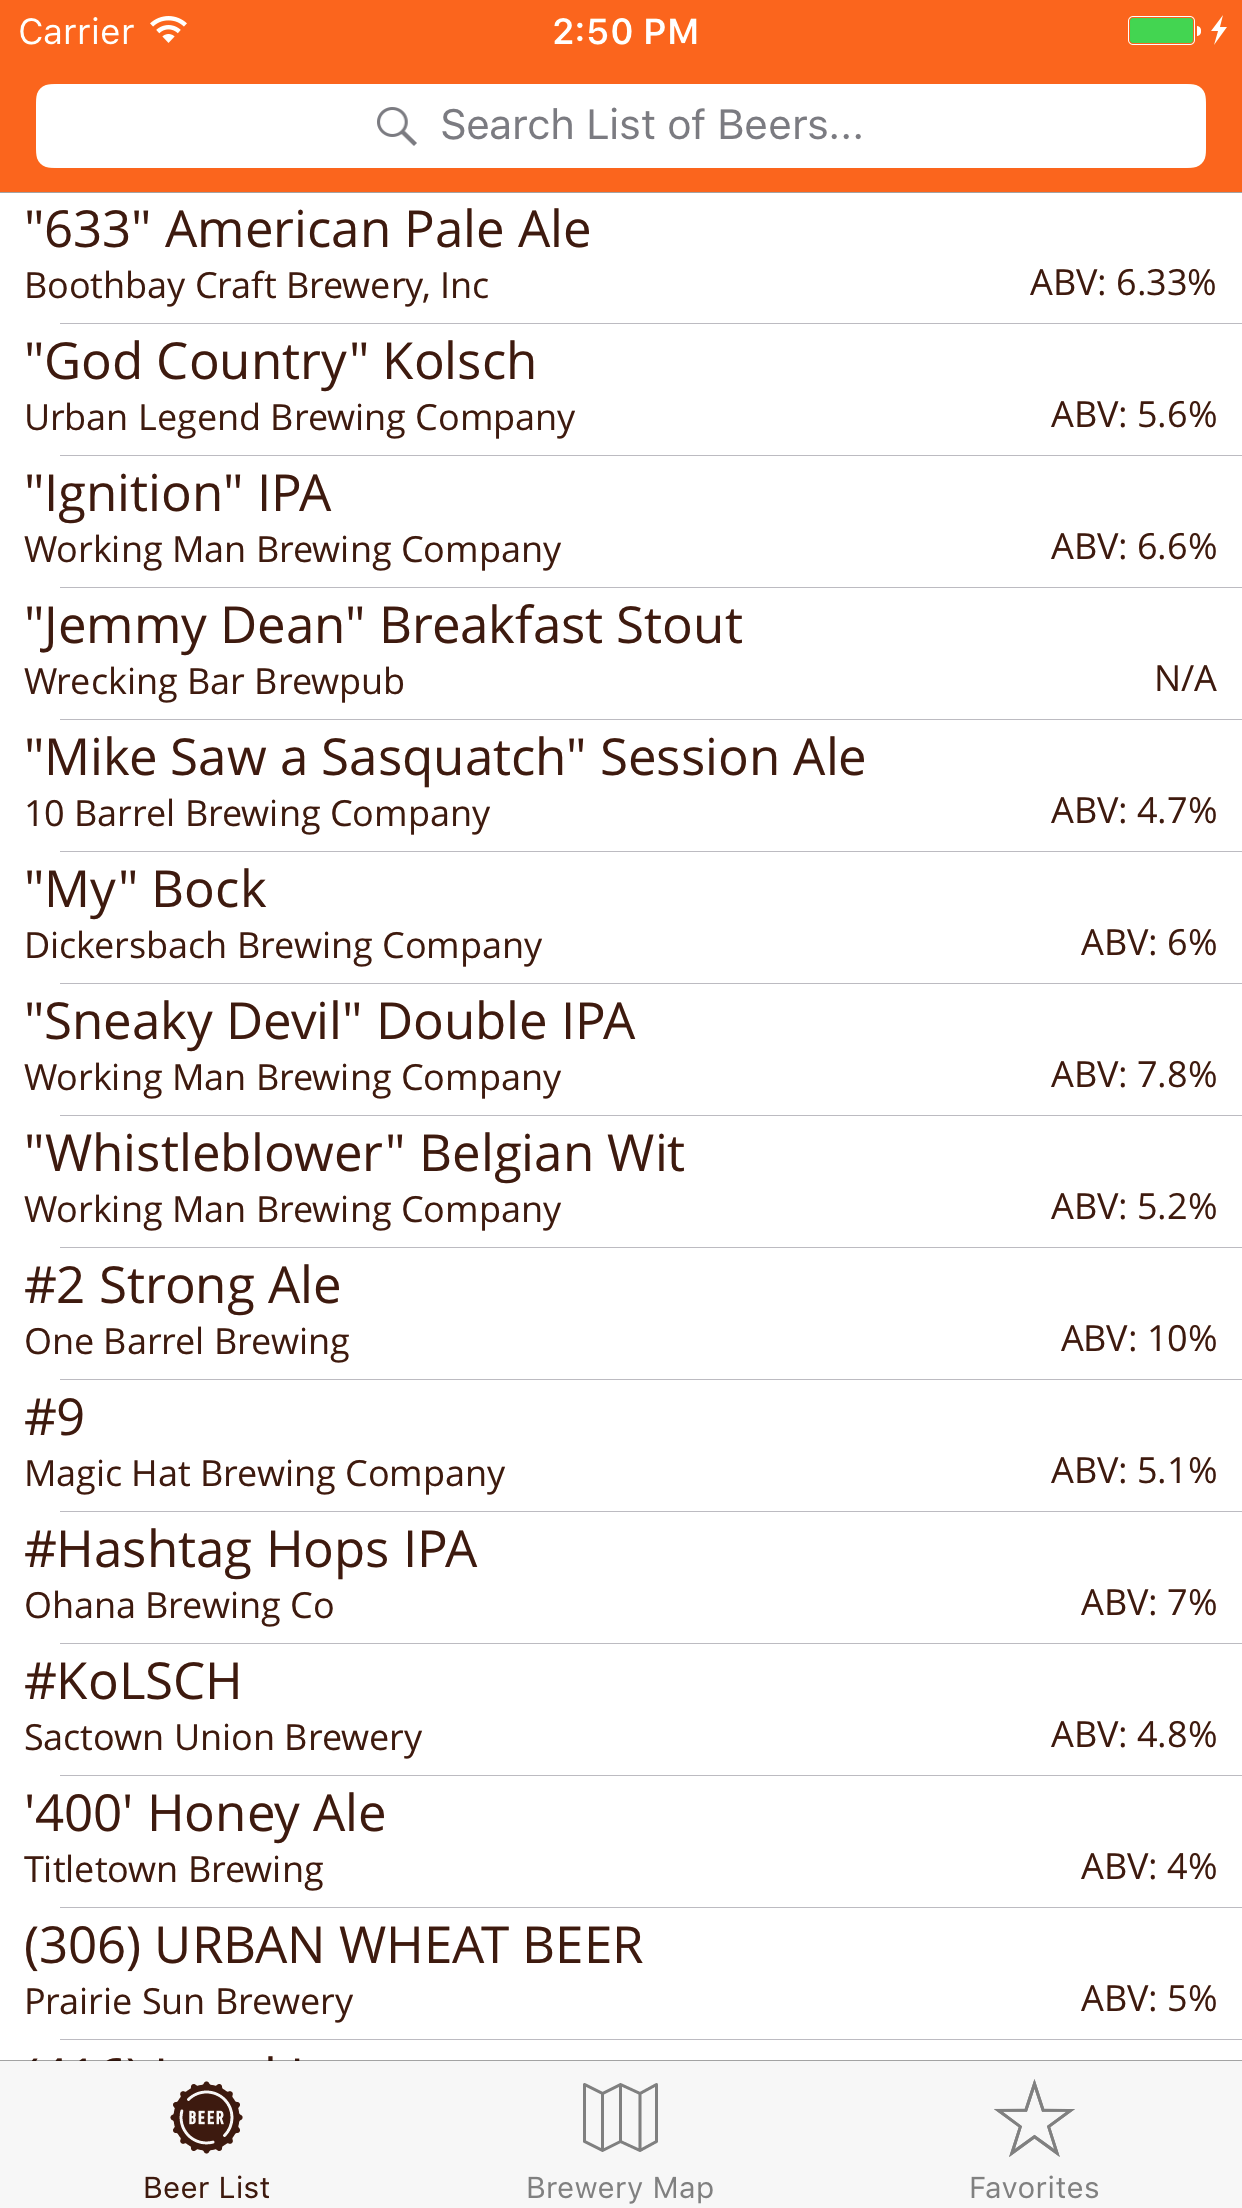 Carrier 2:50 PM
Search List of Beers...
"633" American Pale Ale
Boothbay Craft Brewery, Inc ABV: 6.33%
"God Country" Kolsch
Urban Legend Brewing Company ABV: 5.6%
"Ignition" IPA
Working Man Brewing Company ABV: 6.6%
"Jemmy Dean" Breakfast Stout
Wrecking Bar Brewpub N/A
"Mike Saw a Sasquatch" Session Ale
10 Barrel Brewing Company ABV: 4.7%
"My" Bock
Dickersbach Brewing Company ABV: 6%
"Sneaky Devil" Double IPA
Working Man Brewing Company ABV: 7.8%
"Whistleblower" Belgian Wit
Working Man Brewing Company ABV: 5.2%
#2 Strong Ale
One Barrel Brewing ABV: 10%
#9
Magic Hat Brewing Company ABV: 5.1%
#Hashtag Hops IPA
Ohana Brewing Co ABV: 7%
#KoLSCH
Sactown Union Brewery ABV: 4.8%
'400' Honey Ale
Titletown Brewing ABV: 4%
(306) URBAN WHEAT BEER
Prairie Sun Brewery ABV: 5%
BEER
Beer List Brewery Map Favorites